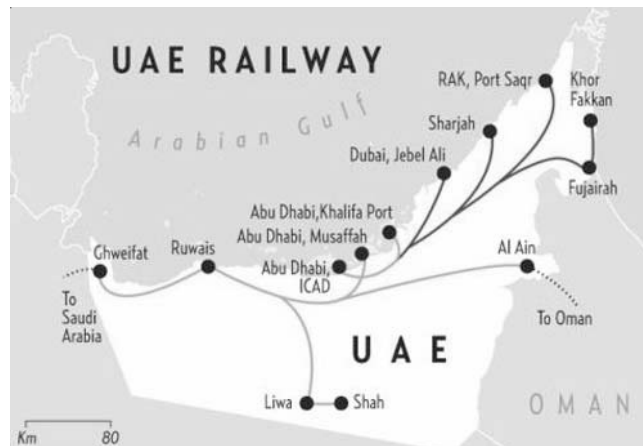 UAE RAILWAY
Arabian Gulf
RAK, Port Saqr
Khor
Fakkan
Sharjah
Dubai, Jebel Ali
Fujairah
Abu Dhabi,Khalifa Port
Abu Dhabi, Musaffah
Al Ain
Ghweifat
Ruwais
Abu Dhabi,
ICAD
To
Saudi
Arabia
To Oman
UAE
Liwa
Shah
OMAN
Km
80